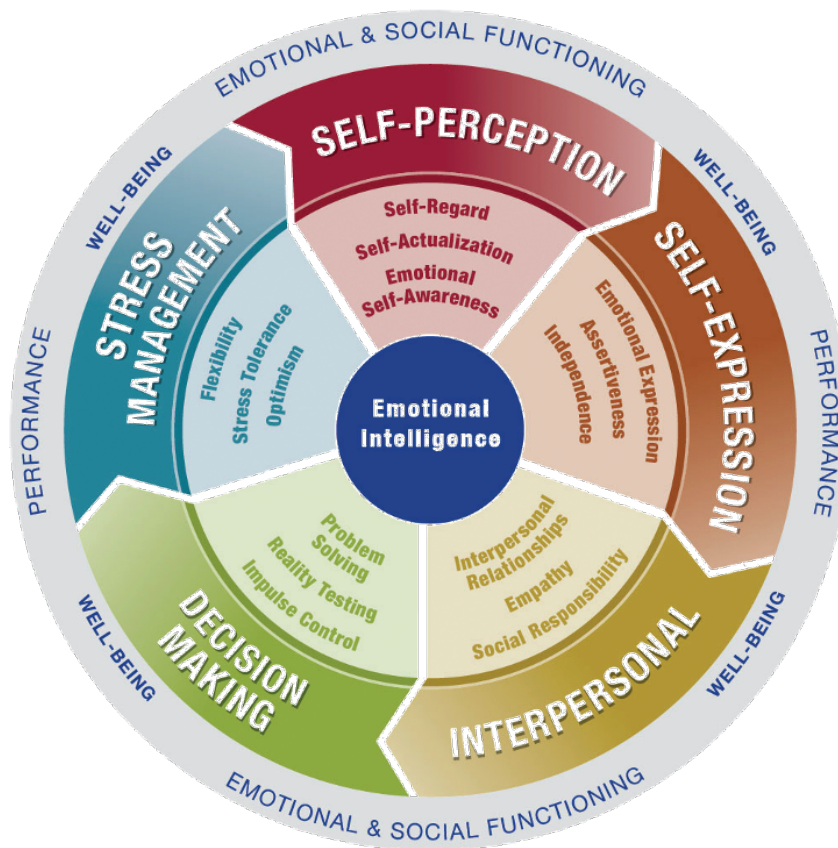 EMOTIONAL & SOCIAL FUNCTIONING
WELL-BEING
WELL-BEING
PERFORMANCE
PERFORMANCE
WELL-BEING
WELL-BEING
EMOTIONAL & SOCIAL FUNCTIONING
SELF-PERCEPTION
Self-Regard
Self-Actualization
Emotional
Self-Awareness
SELF-EXPRESSION
Emotional Expression
Assertiveness
Independence
INTERPERSONAL
Interpersonal
Relationships
Empathy
Social Responsibility
DECISION
MAKING
Problem
Solving
Reality Testing
Impulse Control
STRESS
MANAGEMENT
Flexibility
Stress Tolerance
Optimism
Emotional
Intelligence